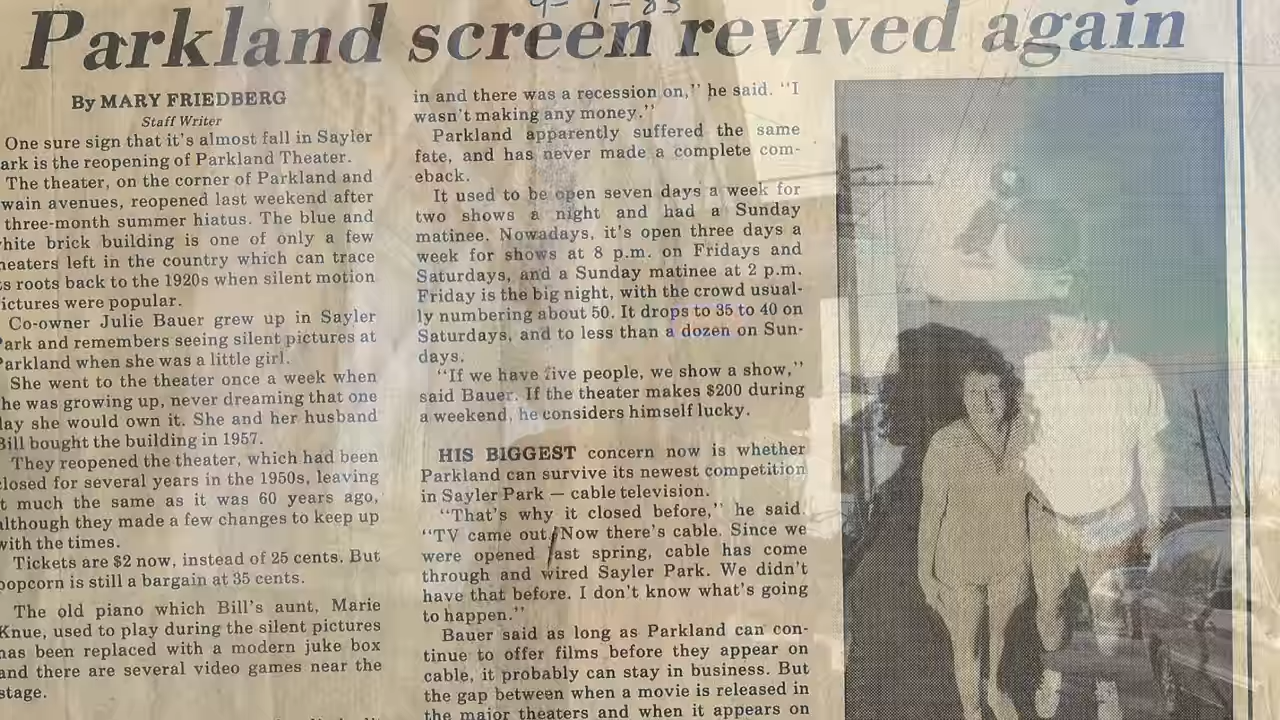 9-7-83
Parkland screen revived again
By MARY FRIEDBERG
Staff Writer
One sure sign that it's almost fall in Sayler
ark is the reopening of Parkland Theater.
The theater, on the corner of Parkland and
wain avenues, reopened last weekend after
three-month summer hiatus. The blue and
hite brick building is one of only a few
heaters left in the country which can trace
ts roots back to the 1920s when silent motion
ictures were popular.
Co-owner Julie Bauer grew up in Sayler
Park and remembers seeing silent pictures at
Parkland when she was a little girl.
She went to the theater once a week when
he was growing up, never dreaming that one
day she would own it. She and her husband
Bill bought the building in 1957.
They reopened the theater, which had been
closed for several years in the 1950s, leaving
it much the same as it was 60 years ago,
although they made a few changes to keep up
with the times.
Tickets are $2 now, instead of 25 cents. But
popcorn is still a bargain at 35 cents.
The old piano which Bill's aunt, Marie
Knue, used to play during the silent pictures
has been replaced with a modern juke box
and there are several video games near the
stage.
in and there was a recession on," he said. "I
wasn't making any money."
Parkland apparently suffered the same
fate, and has never made a complete com-
eback.
It used to be open seven days a week for
two shows a night and had a Sunday
matinee. Nowadays, it's open three days a
week for shows at 8 p.m. on Fridays and
Saturdays, and a Sunday matinee at 2 p.m.
Friday is the big night, with the crowd usual-
ly numbering about 50. It drops to 35 to 40 on
Saturdays, and to less than a dozen on Sun-
days.
"If we have five people, we show a show,"
said Bauer. If the theater makes $200 during
a weekend, he considers himself lucky.
HIS BIGGEST concern now is whether
Parkland can survive its newest competition
in Sayler Park — cable television.
"That's why it closed before," he said.
"TV came out. Now there's cable. Since we
were opened last spring, cable has come
through and wired Sayler Park. We didn't
have that before. I don't know what's going
to happen."
Bauer said as long as Parkland can con-
tinue to offer films before they appear on
cable, it probably can stay in business. But
the gap between when a movie is released in
the major theaters and when it appears on